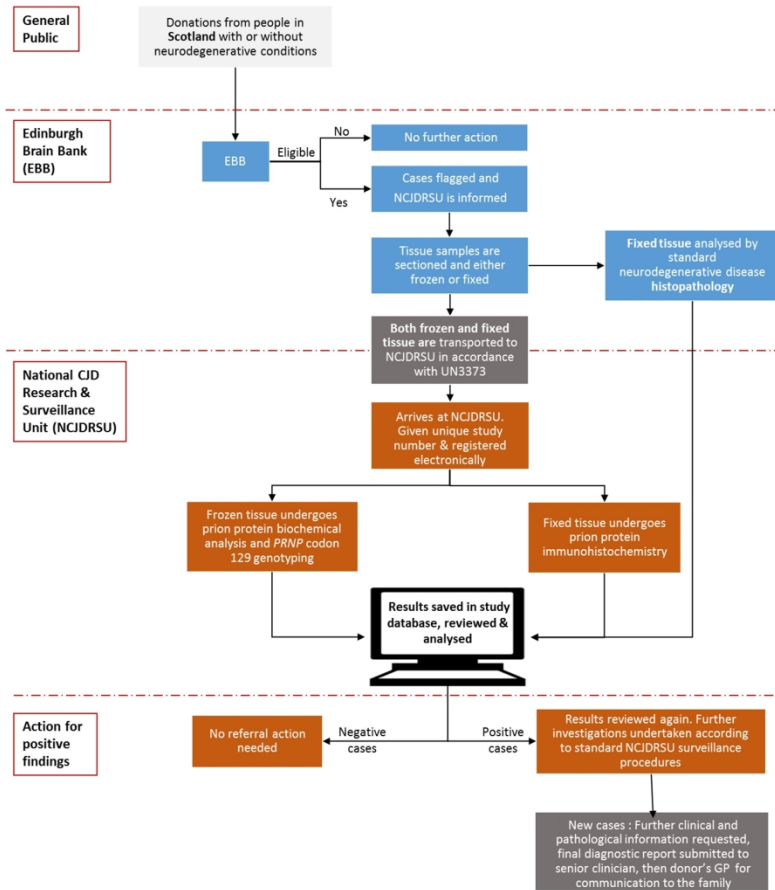 General
Public
Donations from people in
Scotland with or without
neurodegenerative conditions
Edinburgh
Brain Bank
(EBB)
EBB
Eligible
No
Yes
No further action
Cases flagged and
NCJDRSU is informed
Tissue samples are
sectioned and either
frozen or fixed
Fixed tissue analysed by
standard
neurodegenerative disease
histopathology
Both frozen and fixed
tissue are transported to
NCJDRSU in accordance
with UN3373
National CJD
Research &
Surveillance
Unit (NCJDRSU)
Arrives at NCJDRSU.
Given unique study
number & registered
electronically
Frozen tissue undergoes
prion protein biochemical
analysis and PRNP codon
129 genotyping
Fixed tissue undergoes
prion protein
immunohistochemistry
Results saved in study
database, reviewed &
analysed
Action for
positive
findings
No referral action
needed
Negative
cases
Positive
cases
Results reviewed again. Further
investigations undertaken according
to standard NCJDRSU surveillance
procedures
New cases : Further clinical and
pathological information requested,
final diagnostic report submitted to
senior clinician, then donor's GP for
communication to the family